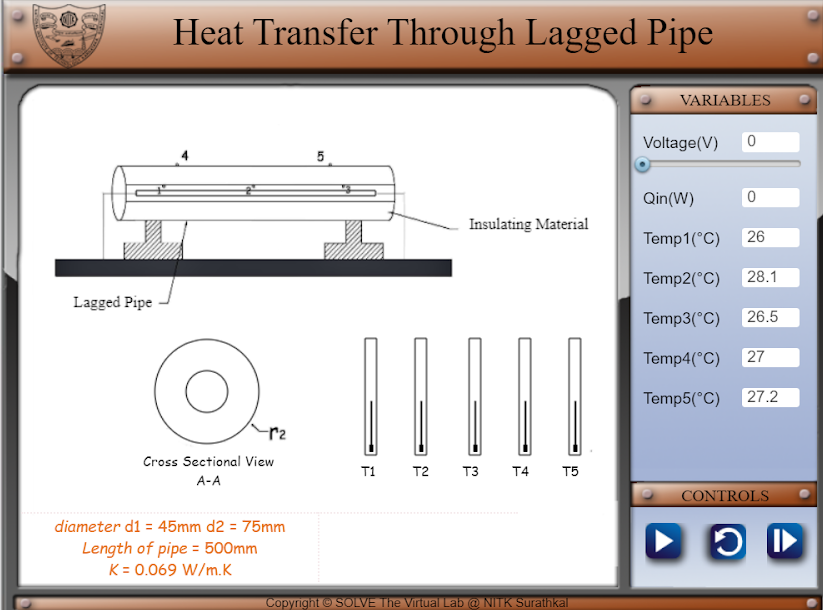 Heat Transfer Through Lagged Pipe
4 5
1 2 3
Insulating Material
Lagged Pipe
r2
Cross Sectional View
A-A
T1 T2 T3 T4 T5
diameter d1 = 45mm d2 = 75mm
Length of pipe = 500mm
K = 0.069 W/m.K
VARIABLES
Voltage(V) 0
Qin(W) 0
Temp1(°C) 26
Temp2(°C) 28.1
Temp3(°C) 26.5
Temp4(°C) 27
Temp5(°C) 27.2
CONTROLS
Copyright © SOLVE The Virtual Lab @ NITK Surathkal